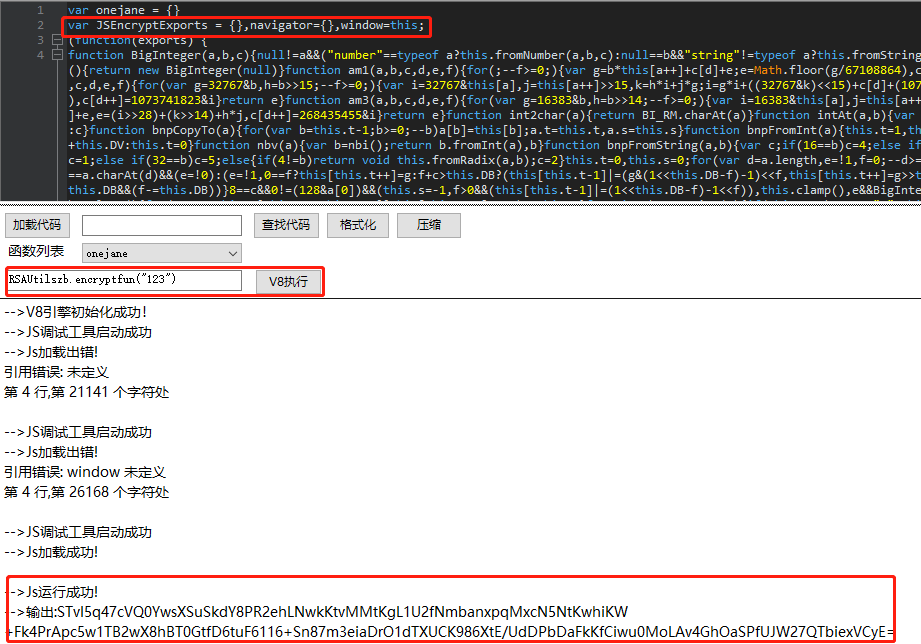 1 var onejane = {}
2 var JSEncryptExports = {},navigator={},window=this;
3 (function(exports) {
4 function BigInteger(a,b,c){null!=a&&("number"==typeof a?this.fromNumber(a,b,c):null==b&&"string"!=typeof a?this.fromString
(){return new BigInteger(null)}function am1(a,b,c,d,e,f){for(;--f>=0;){var g=b*this[a++]+c[d]+e;e=Math.floor(g/67108864),c
,c,d,e,f){for(var g=32767&b,h=b>>15;--f>=0;){var i=32767&this[a],j=this[a++]>>15,k=h*i+j*g;i=g*i+((32767&k)<<15)+c[d]+(107
),c[d++]=1073741823&i}return e}function am3(a,b,c,d,e,f){for(var g=16383&b,h=b>>14;--f>=0;){var i=16383&this[a],j=this[a++
]+e,e=(i>>28)+(k>>14)+h*j,c[d++]=268435455&i}return e}function int2char(a){return BI_RM.charAt(a)}function intAt(a,b){var
:c}function bnpCopyTo(a){for(var b=this.t-1;b>=0;--b)a[b]=this[b];a.t=this.t,a.s=this.s}function bnpFromInt(a){this.t=1,th
+this.DV:this.t=0}function nbv(a){var b=nbi();return b.fromInt(a),b}function bnpFromString(a,b){var c;if(16==b)c=4;else if
c=1;else if(32==b)c=5;else{if(4!=b)return void this.fromRadix(a,b);c=2}this.t=0,this.s=0;for(var d=a.length,e=!1,f=0;--d>=
==a.charAt(d)&&(e=!0):(e=!1,0==f?this[this.t++]=g:f+c>this.DB?(this[this.t-1]|=(g&(1<<this.DB-f)-1)<<f,this[this.t++]=g>>t
this.DB&&(f-=this.DB))}8==c&&0!=(128&a[0])&&(this.s=-1,f>0&&(this[this.t-1]|=(1<<this.DB-f)-1<<f)),this.clamp(),e&&BigInte
加载代码 查找代码 格式化 压缩
函数列表 onejane
RSAUtilszb.encryptfun("123") V8执行
-->V8引擎初始化成功!
-->JS调试工具启动成功
-->Js加载出错!
引用错误: 未定义
第 4 行,第 21141 个字符处
-->JS调试工具启动成功
-->Js加载出错!
引用错误: window 未定义
第 4 行,第 26168 个字符处
-->JS调试工具启动成功
-->Js加载成功!
-->Js运行成功!
-->输出:STvI5q47cVQ0YwsXSuSkdY8PR2ehLNwkKtvMMtKgL1U2fNmbanxpqMxcN5NtKwhiKW
+Fk4PrApc5w1TB2wX8hBT0GtfD6tuF6116+Sn87m3eiaDrO1dTXUCK986XtE/UdDPbDaFkKfCiwu0MoLAv4GhOaSPfUJW27QTbiexVCyE=